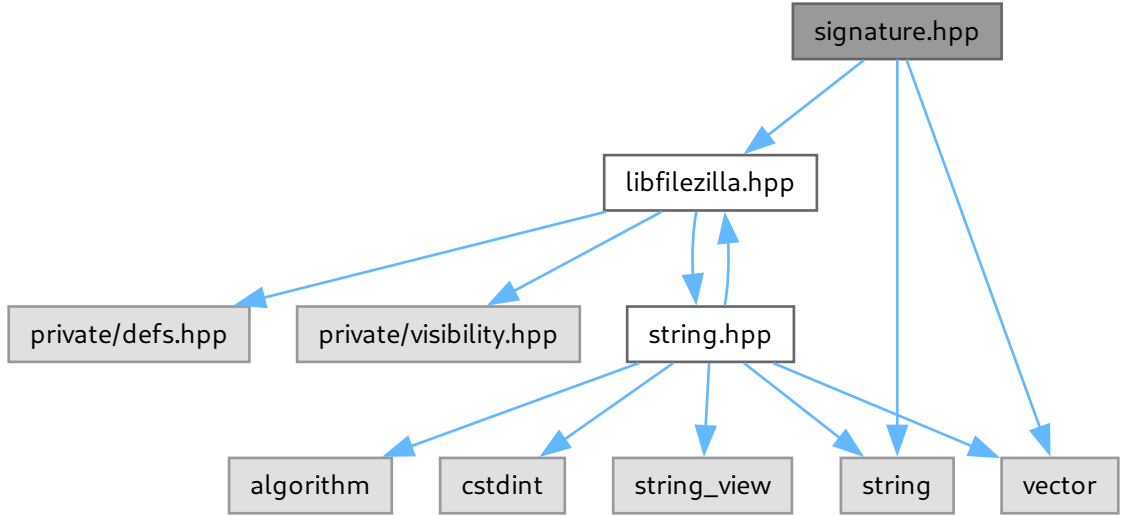 signature.hpp
libfilezilla.hpp
private/defs.hpp
private/visibility.hpp
string.hpp
algorithm
cstdint
string_view
string
vector